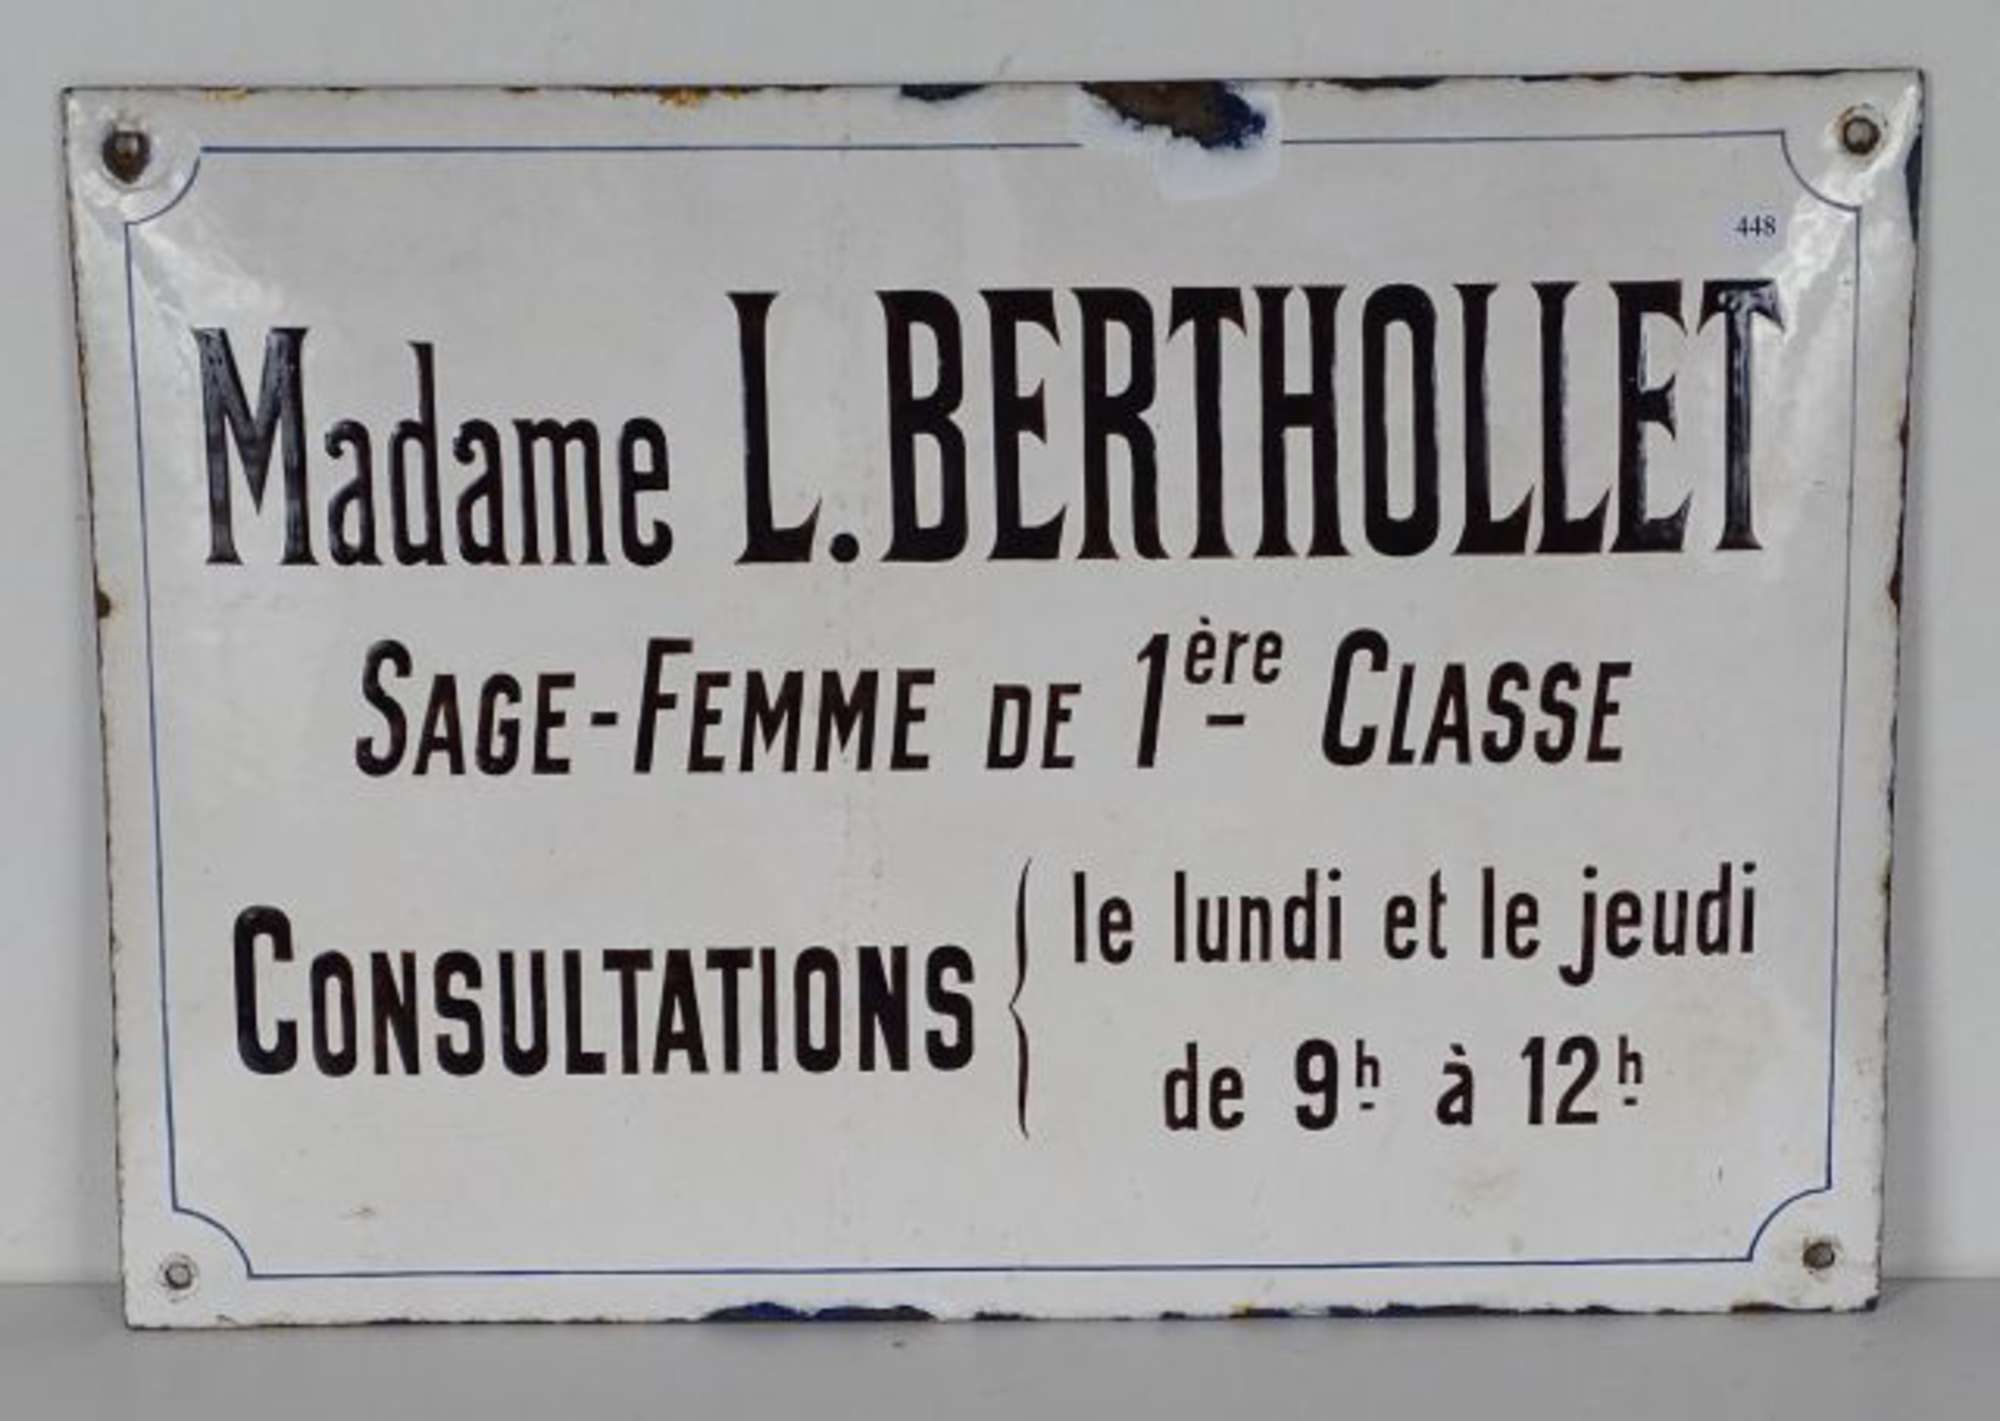 448
Madame L. BERTHOLLET
SAGE-FEMME DE 1ère CLASSE
CONSULTATIONS { le lundi et le jeudi
de 9h à 12h